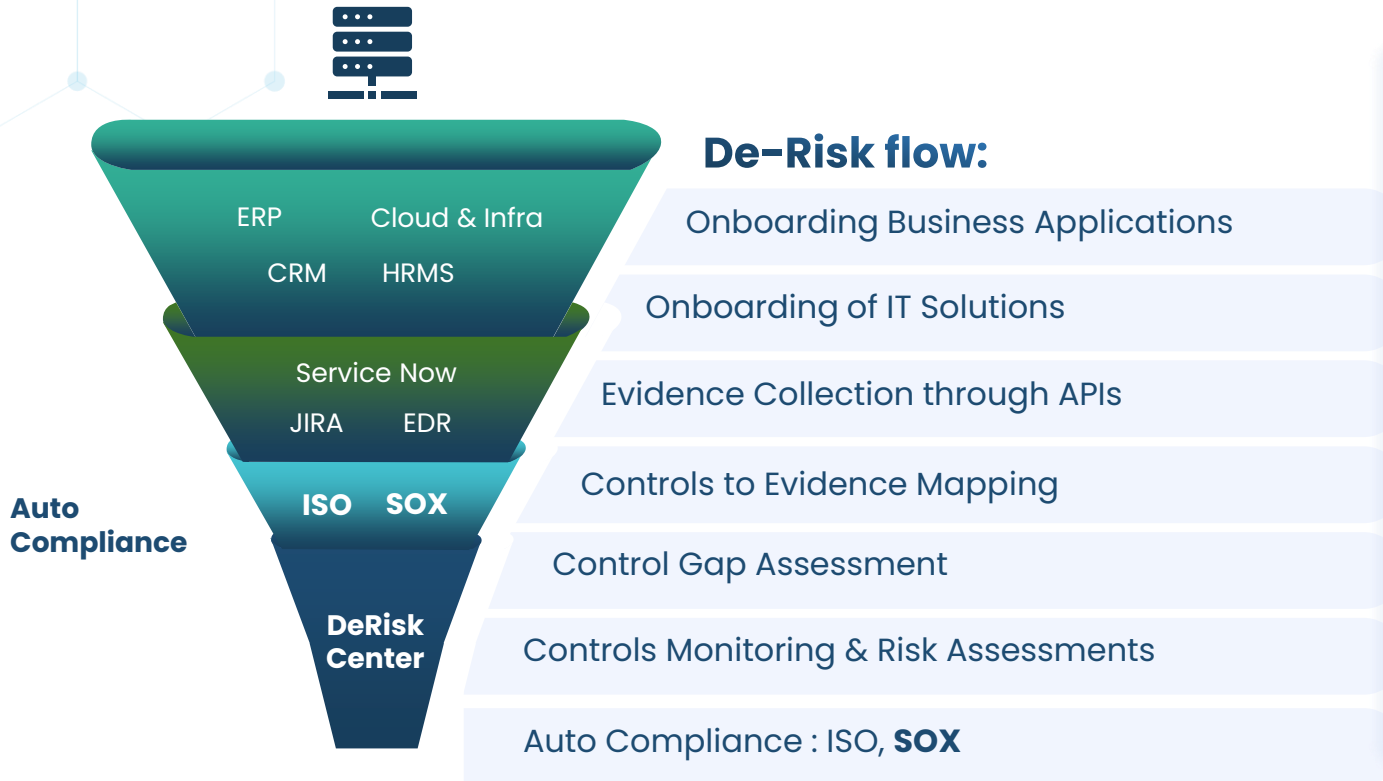 De-Risk flow:
ERP Cloud & Infra
CRM HRMS
Service Now
JIRA EDR
ISO SOX
DeRisk
Center
Auto
Compliance
Onboarding Business Applications
Onboarding of IT Solutions
Evidence Collection through APIs
Controls to Evidence Mapping
Control Gap Assessment
Controls Monitoring & Risk Assessments
Auto Compliance : ISO, SOX